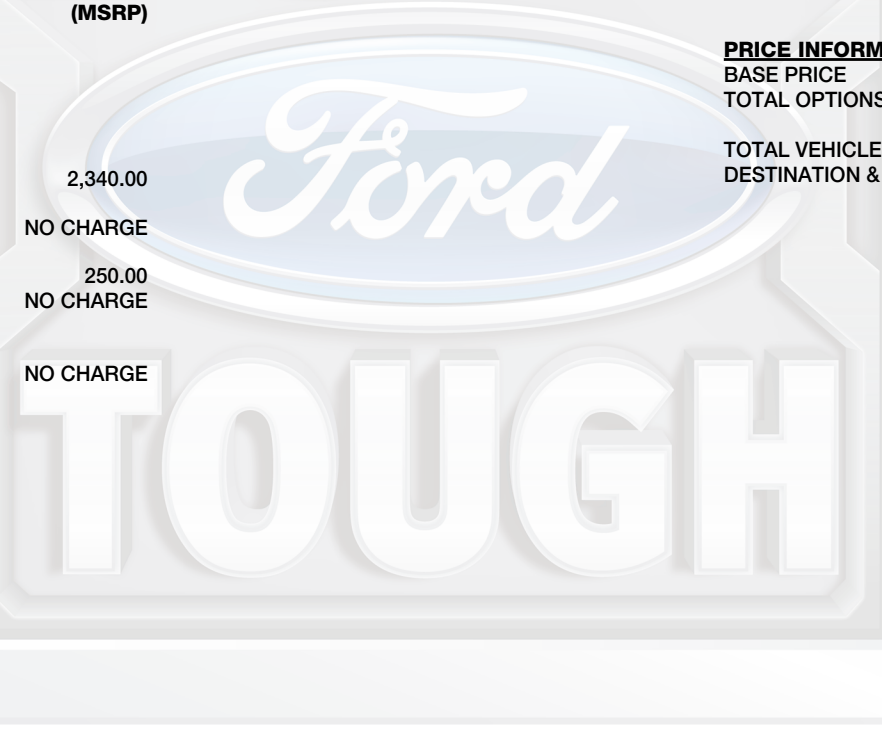 (MSRP)
2,340.00
NO CHARGE
250.00
NO CHARGE
NO CHARGE
PRICE INFORM
BASE PRICE
TOTAL OPTIONS
TOTAL VEHICLE
DESTINATION &
Ford
TOUGH